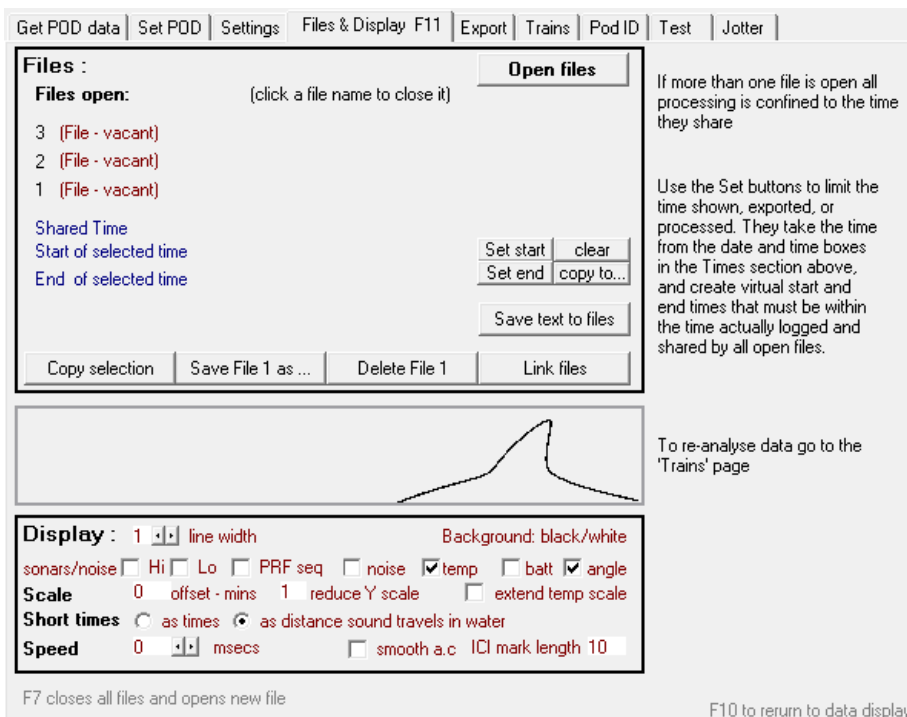 Get POD data Set POD Settings Files & Display F11 Export Trains Pod ID Test Jotter
Files :
Open files
Files open: (click a file name to close it)
3 (File - vacant)
2 (File - vacant)
1 (File - vacant)
Shared Time
Start of selected time
Set start clear
End of selected time
Set end copy to...
Save text to files
Copy selection Save File 1 as ... Delete File 1 Link files
If more than one file is open all
processing is confined to the time
they share
Use the Set buttons to limit the
time shown, exported, or
processed. They take the time
from the date and time boxes
in the Times section above,
and create virtual start and
end times that must be within
the time actually logged and
shared by all open files.
To re-analyse data go to the
'Trains' page
Display : 1 line width Background: black/white
sonars/noise Hi Lo PRF seq noise temp batt angle
Scale 0 offset - mins 1 reduce Y scale extend temp scale
Short times as times as distance sound travels in water
Speed 0 msecs smooth a.c ICI mark length 10
F7 closes all files and opens new file
F10 to rerurn to data display